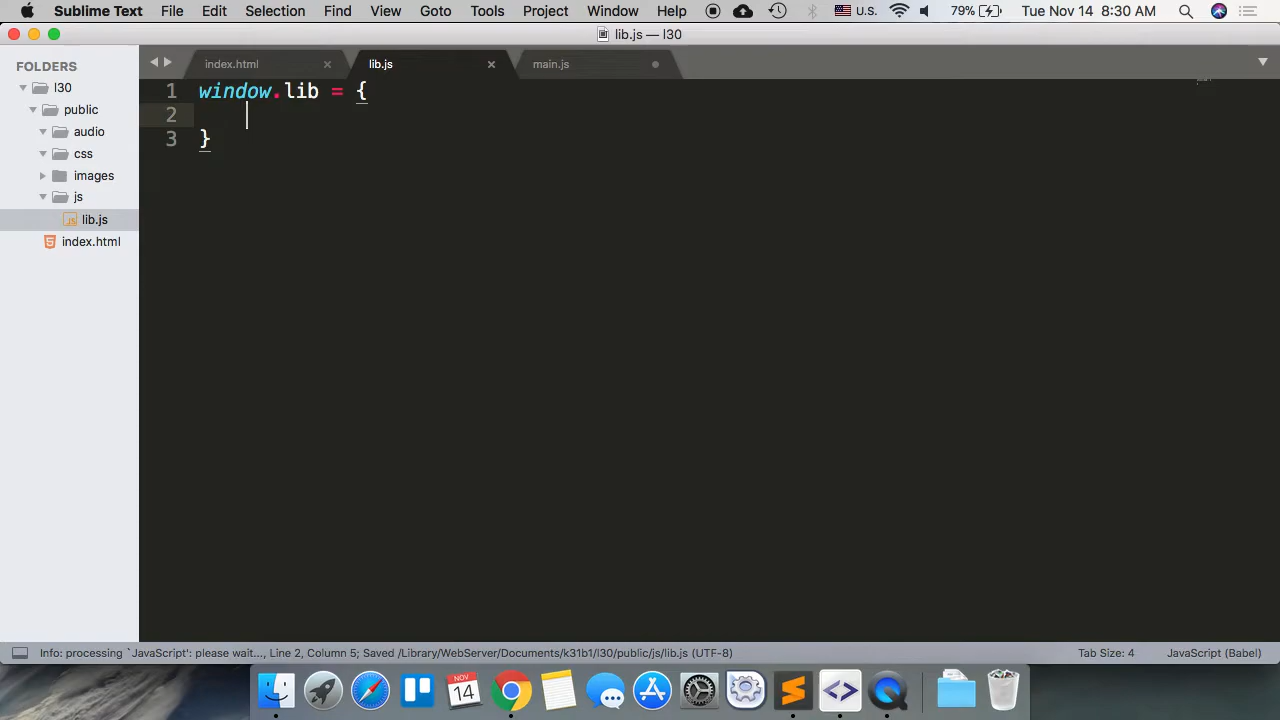 Sublime Text File Edit Selection Find View Goto Tools Project Window Help U.S. 79% Tue Nov 14 8:30 AM
lib.js — l30
FOLDERS
l30
public
audio
css
images
js
lib.js
index.html
index.html × lib.js × main.js
1 window.lib = {
2
3 }
Info: processing `JavaScript': please wait..., Line 2, Column 5; Saved /Library/WebServer/Documents/k31b1/l30/public/js/lib.js (UTF-8) Tab Size: 4 JavaScript (Babel)
NOV
14